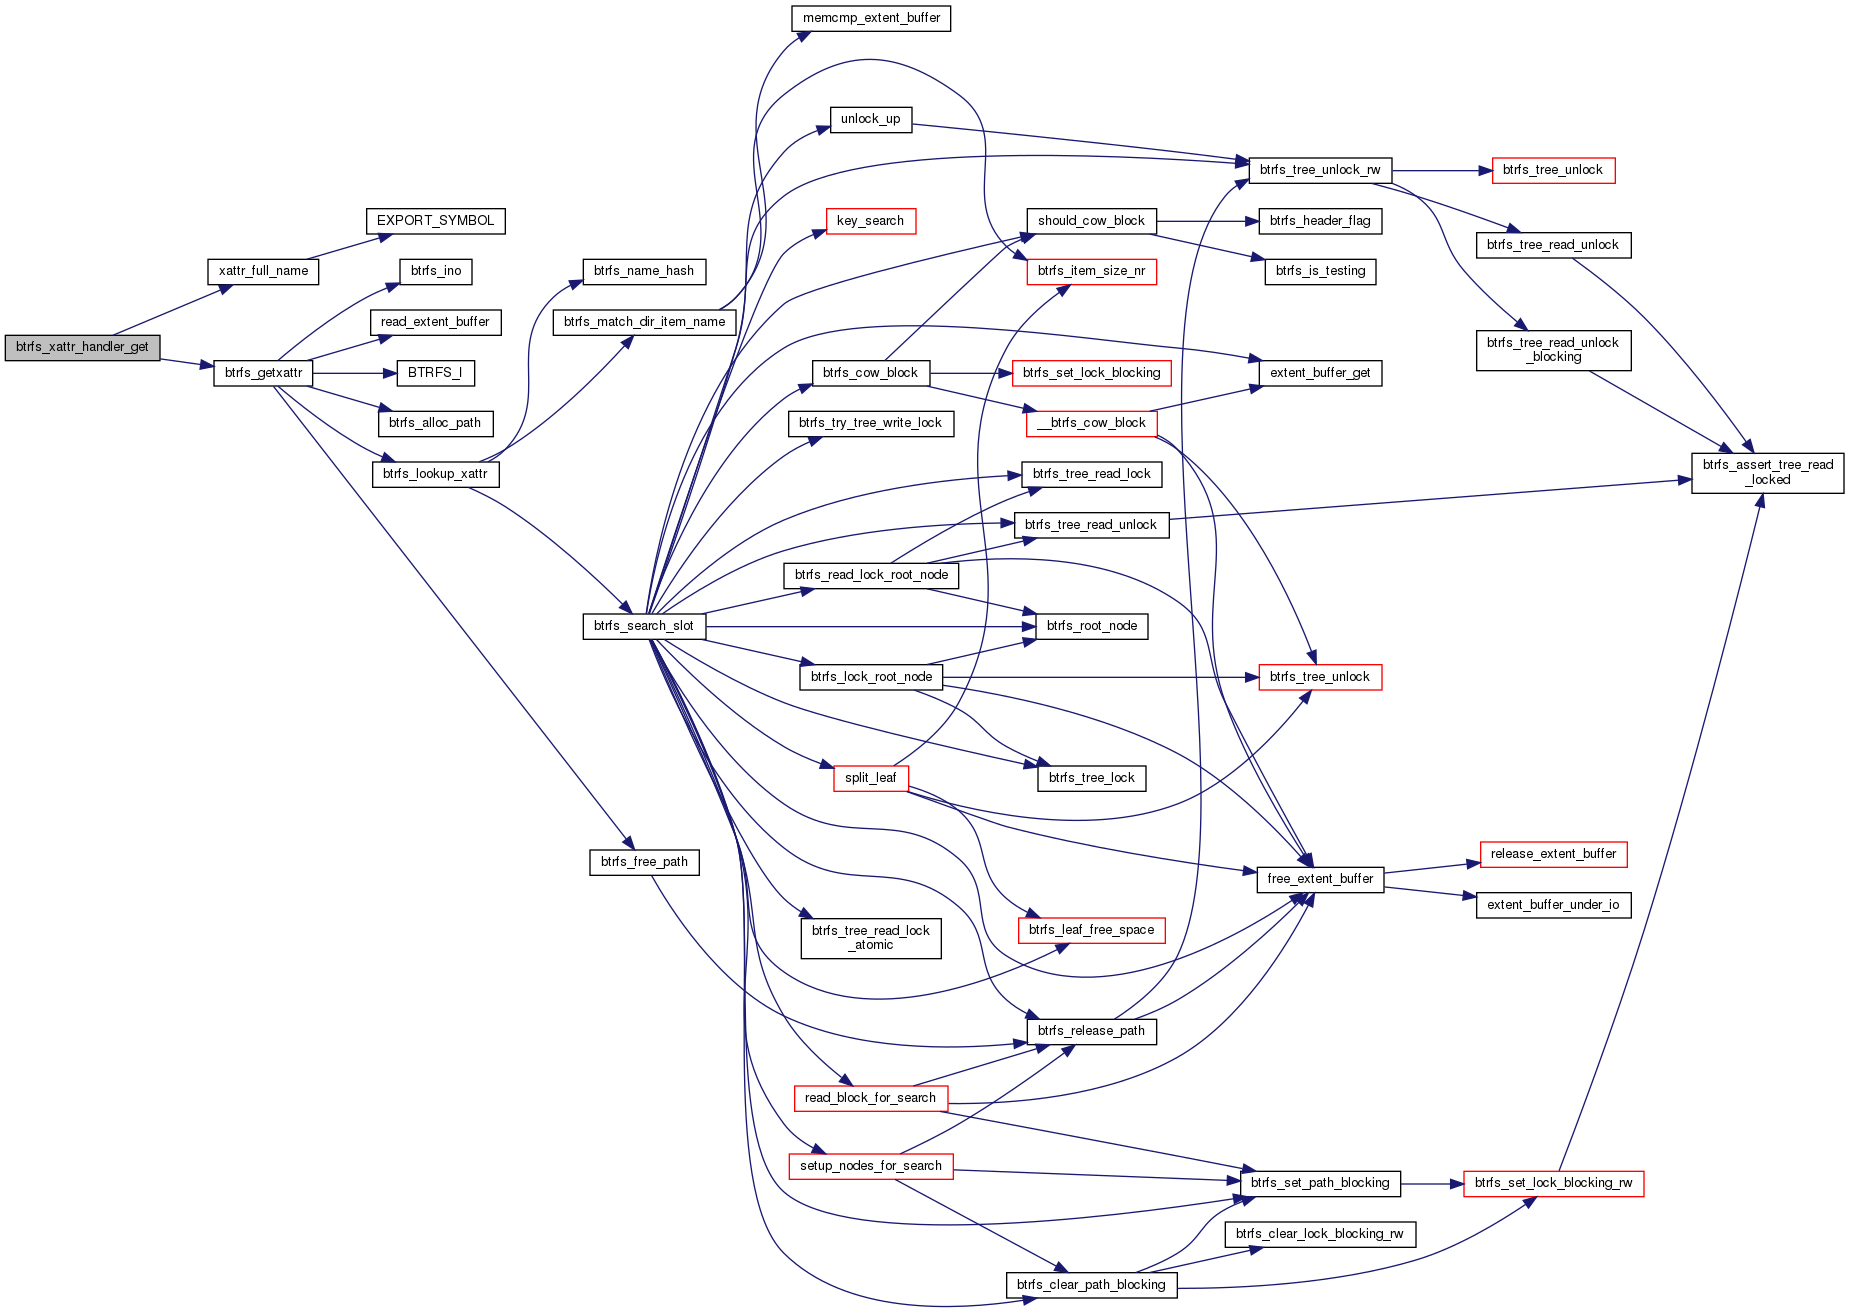 memcmp_extent_buffer
unlock_up
btrfs_tree_unlock_rw
btrfs_tree_unlock
EXPORT_SYMBOL
key_search
should_cow_block
btrfs_header_flag
btrfs_tree_read_unlock
xattr_full_name
btrfs_ino
btrfs_name_hash
btrfs_item_size_nr
btrfs_is_testing
read_extent_buffer
btrfs_match_dir_item_name
btrfs_xattr_handler_get
btrfs_tree_read_unlock
_blocking
btrfs_getxattr
BTRFS_I
btrfs_cow_block
btrfs_set_lock_blocking
extent_buffer_get
btrfs_alloc_path
btrfs_try_tree_write_lock
__btrfs_cow_block
btrfs_lookup_xattr
btrfs_tree_read_lock
btrfs_assert_tree_read
_locked
btrfs_tree_read_unlock
btrfs_read_lock_root_node
btrfs_search_slot
btrfs_root_node
btrfs_lock_root_node
btrfs_tree_unlock
split_leaf
btrfs_tree_lock
btrfs_free_path
release_extent_buffer
free_extent_buffer
extent_buffer_under_io
btrfs_tree_read_lock
_atomic
btrfs_leaf_free_space
btrfs_release_path
read_block_for_search
setup_nodes_for_search
btrfs_set_path_blocking
btrfs_set_lock_blocking_rw
btrfs_clear_lock_blocking_rw
btrfs_clear_path_blocking